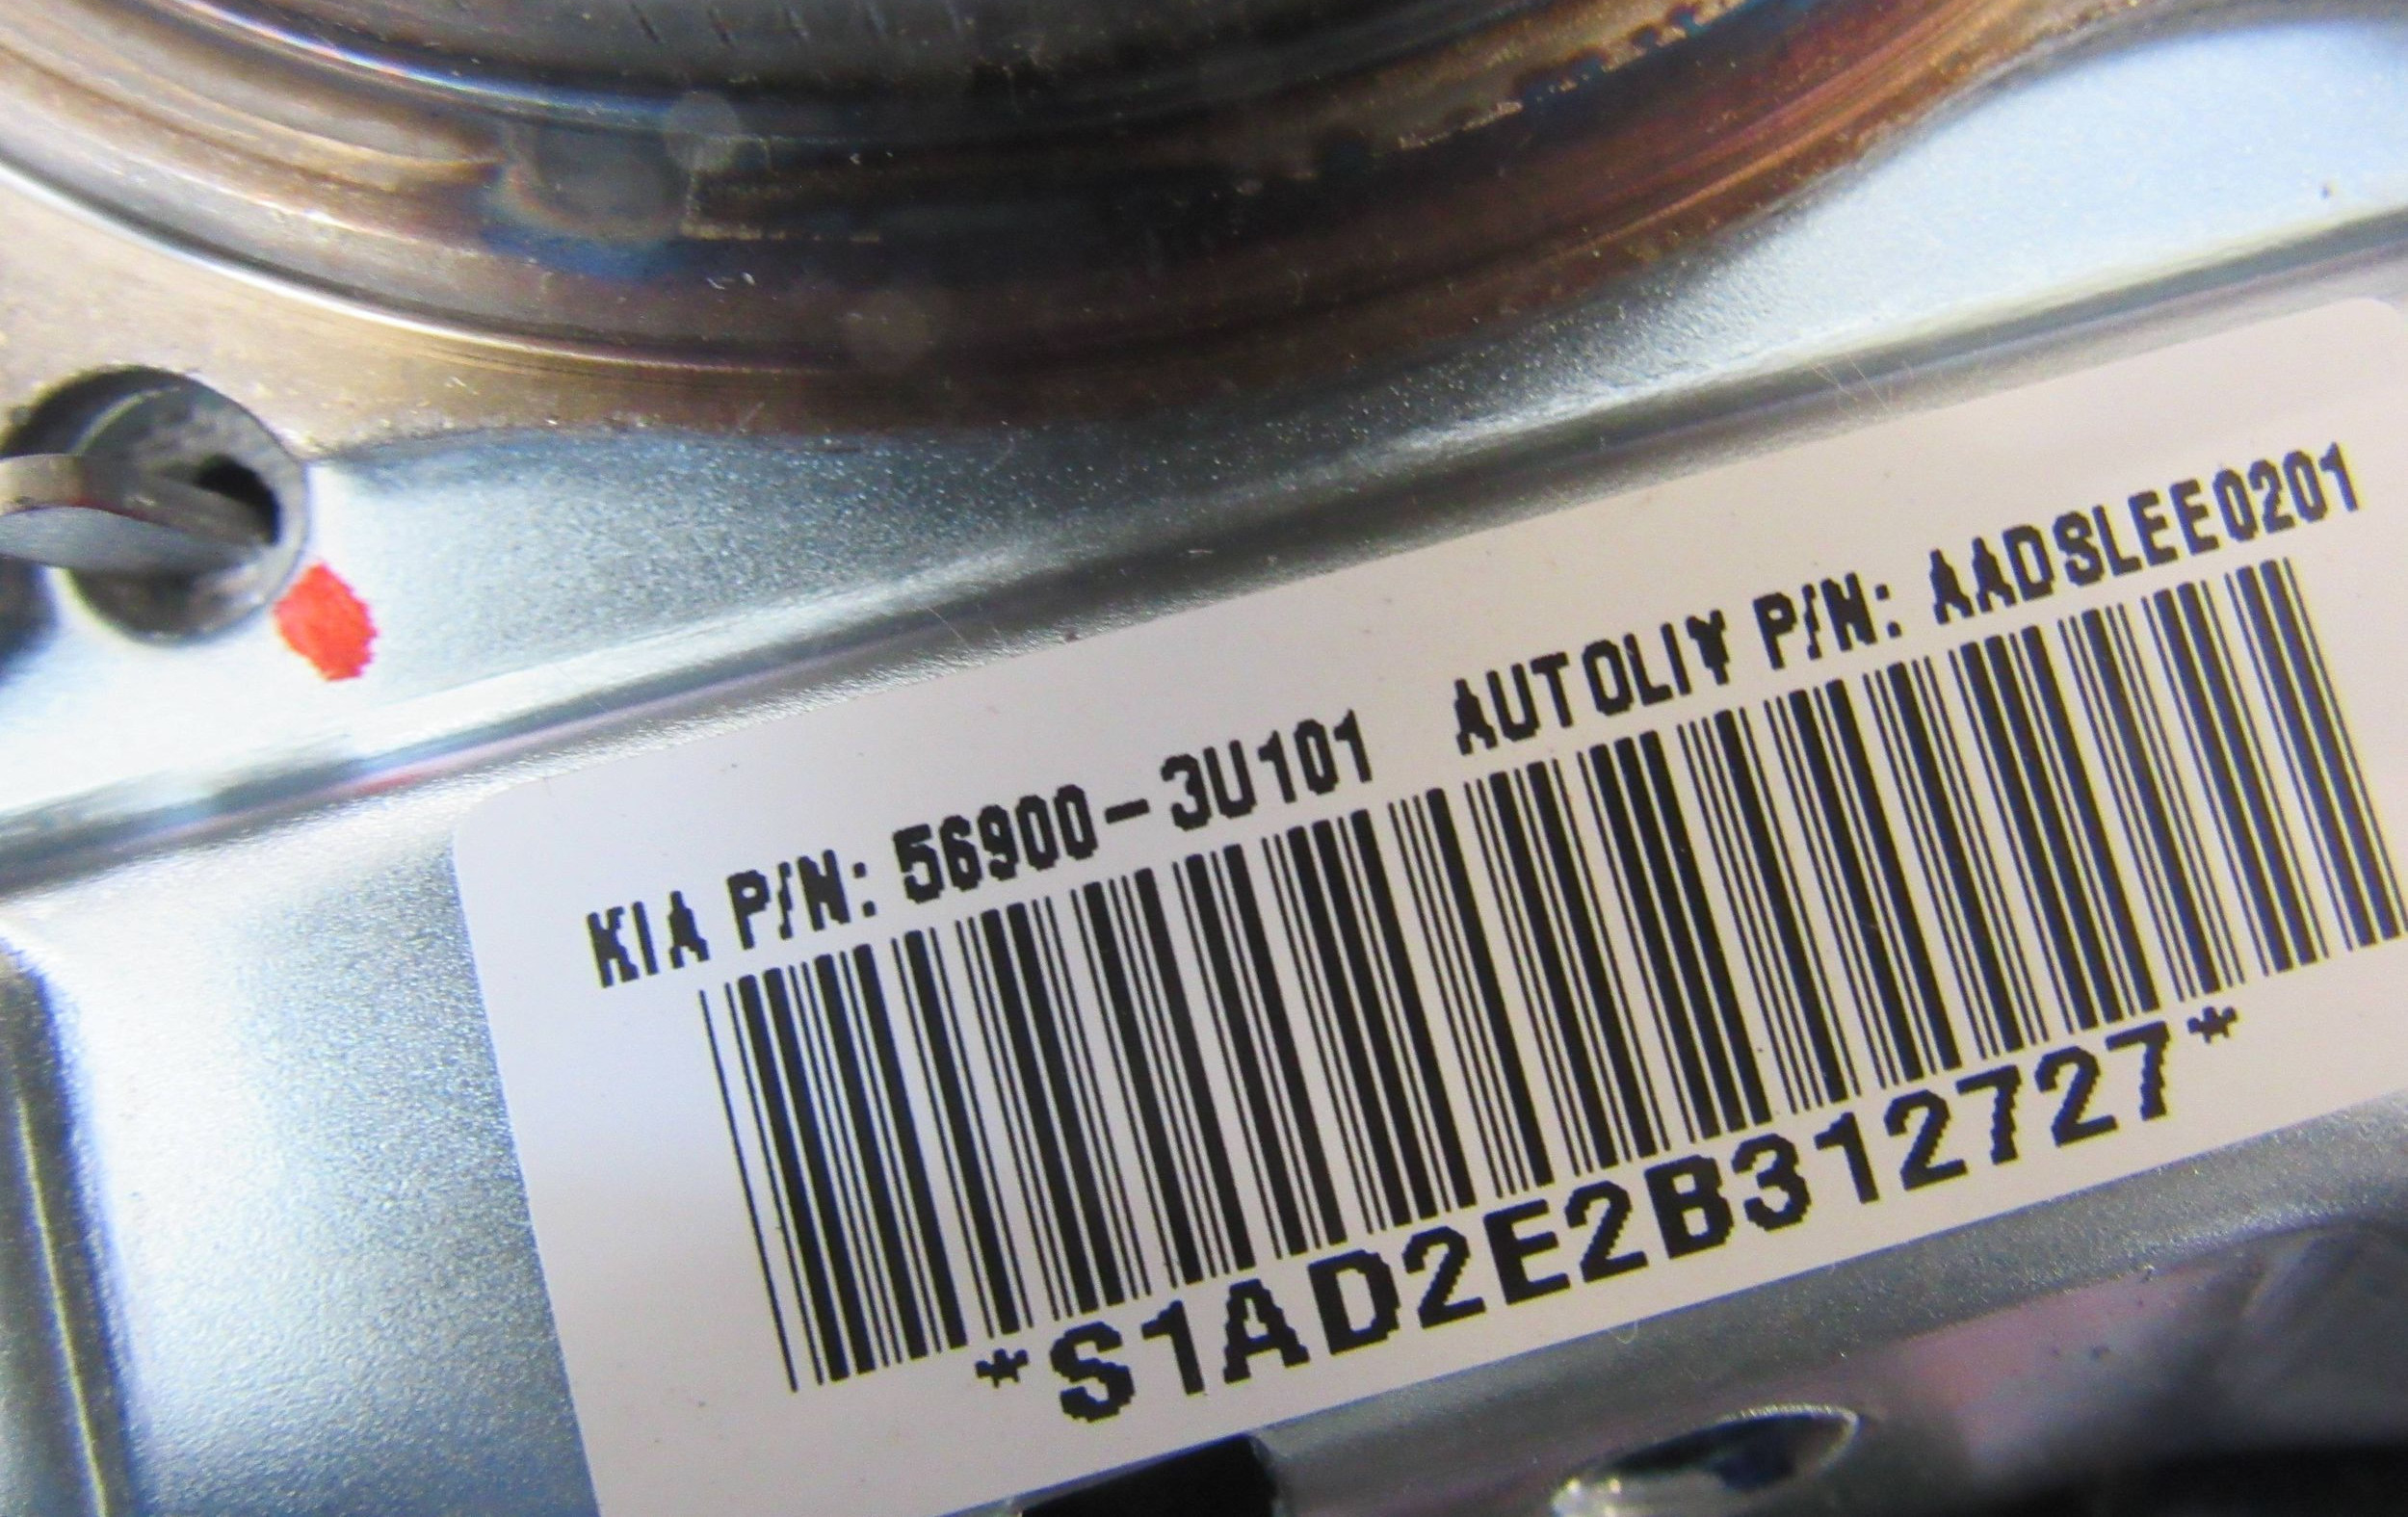 KIA P/N: 56900-3U101 AUTOLIV P/N: AADSLEE0201
*S1AD2E2B312727*